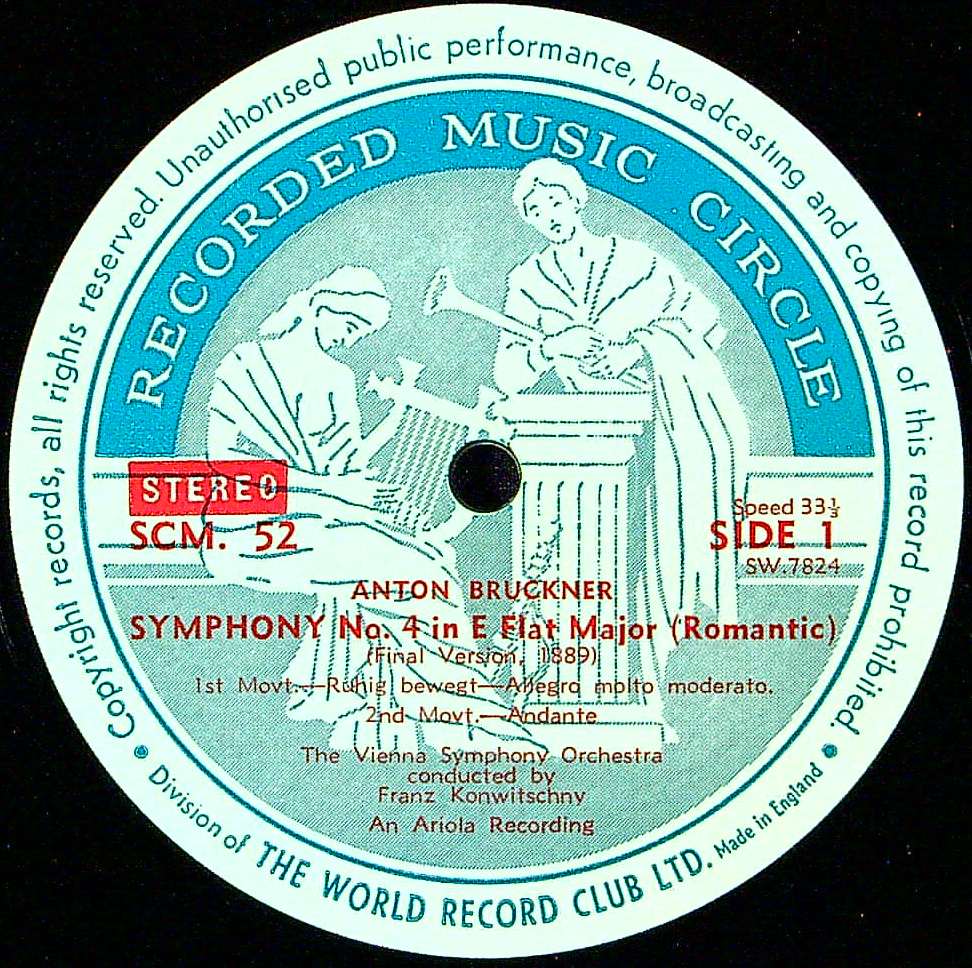 Copyright records, all rights reserved. Unauthorised public performance, broadcasting and copying of this record prohibited.
RECORDED MUSIC CIRCLE
STEREO
SCM. 52
Speed 33⅓
SIDE 1
SW.7824
ANTON BRUCKNER
SYMPHONY No. 4 in E Flat Major (Romantic)
(Final Version, 1889)
1st Movt.—Ruhig bewegt—Allegro molto moderato.
2nd Movt.—Andante
The Vienna Symphony Orchestra
conducted by
Franz Konwitschny
An Ariola Recording
Division of THE WORLD RECORD CLUB LTD. Made in England